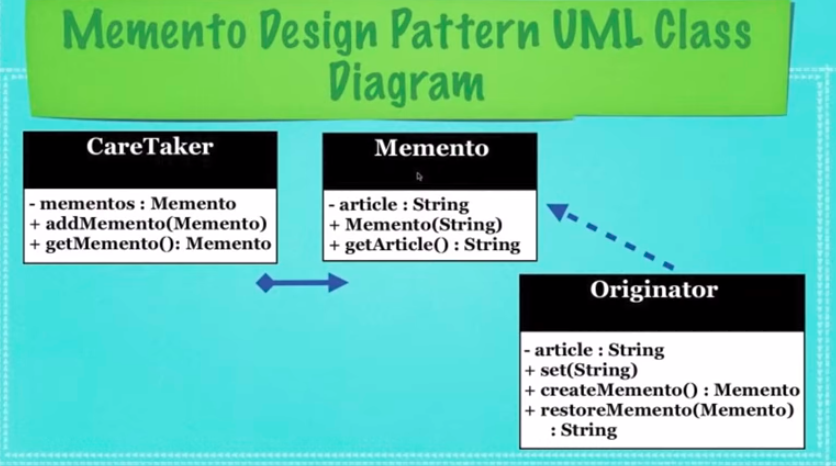 Memento Design Pattern UML Class
Diagram
CareTaker
- mementos : Memento
+ addMemento(Memento)
+ getMemento(): Memento
Memento
- article : String
+ Memento(String)
+ getArticle() : String
Originator
- article : String
+ set(String)
+ createMemento() : Memento
+ restoreMemento(Memento)
: String